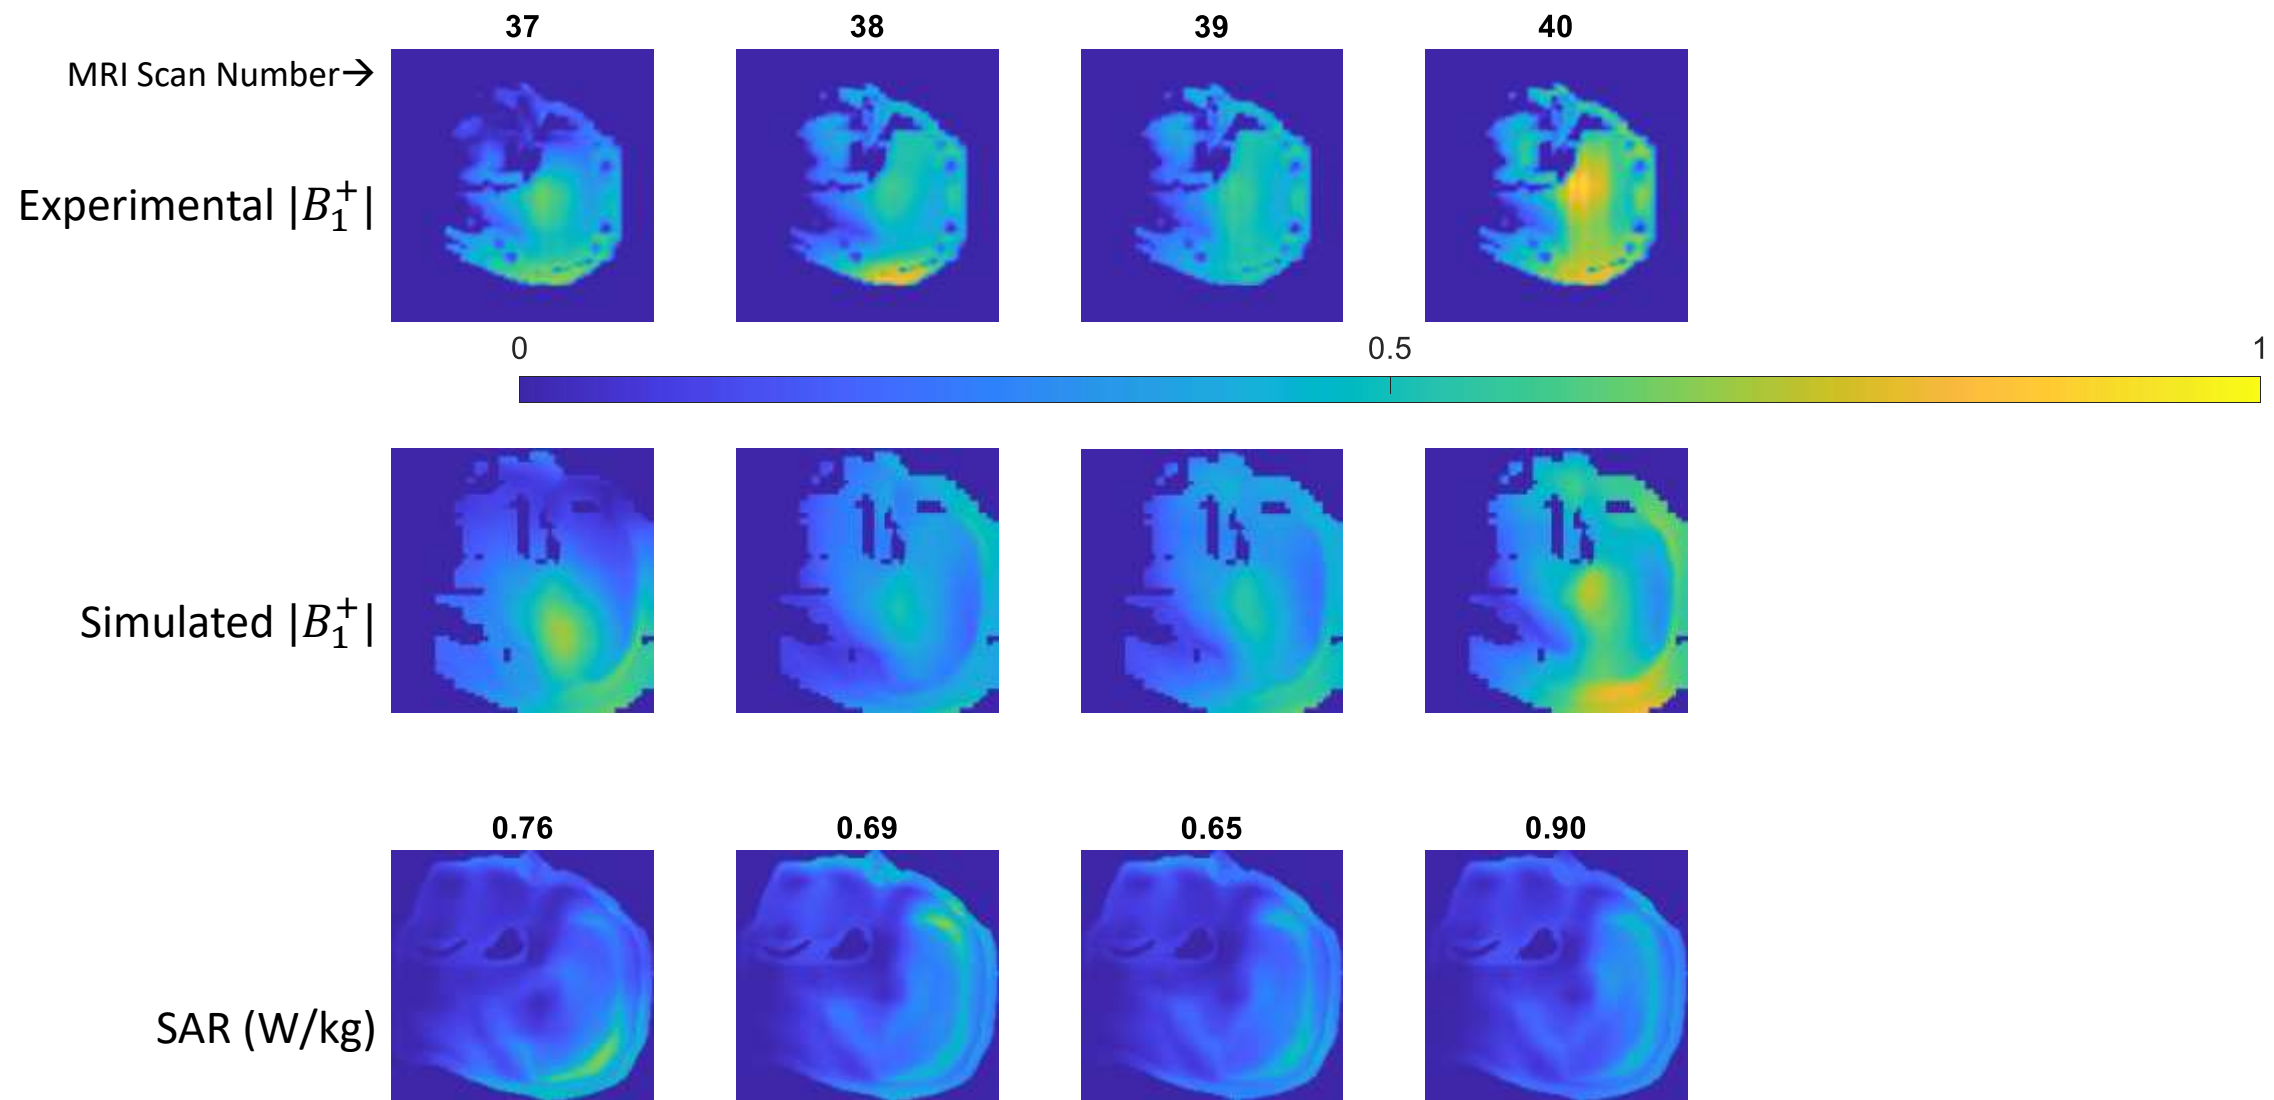 37 38 39 40
MRI Scan Number→
Experimental |B₁⁺|
0 0.5 1
Simulated |B₁⁺|
0.76 0.69 0.65 0.90
SAR (W/kg)